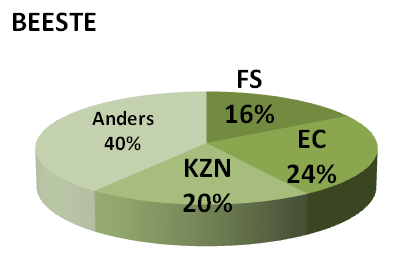 BEESTE
FS
16%
EC
24%
KZN
20%
Anders
40%